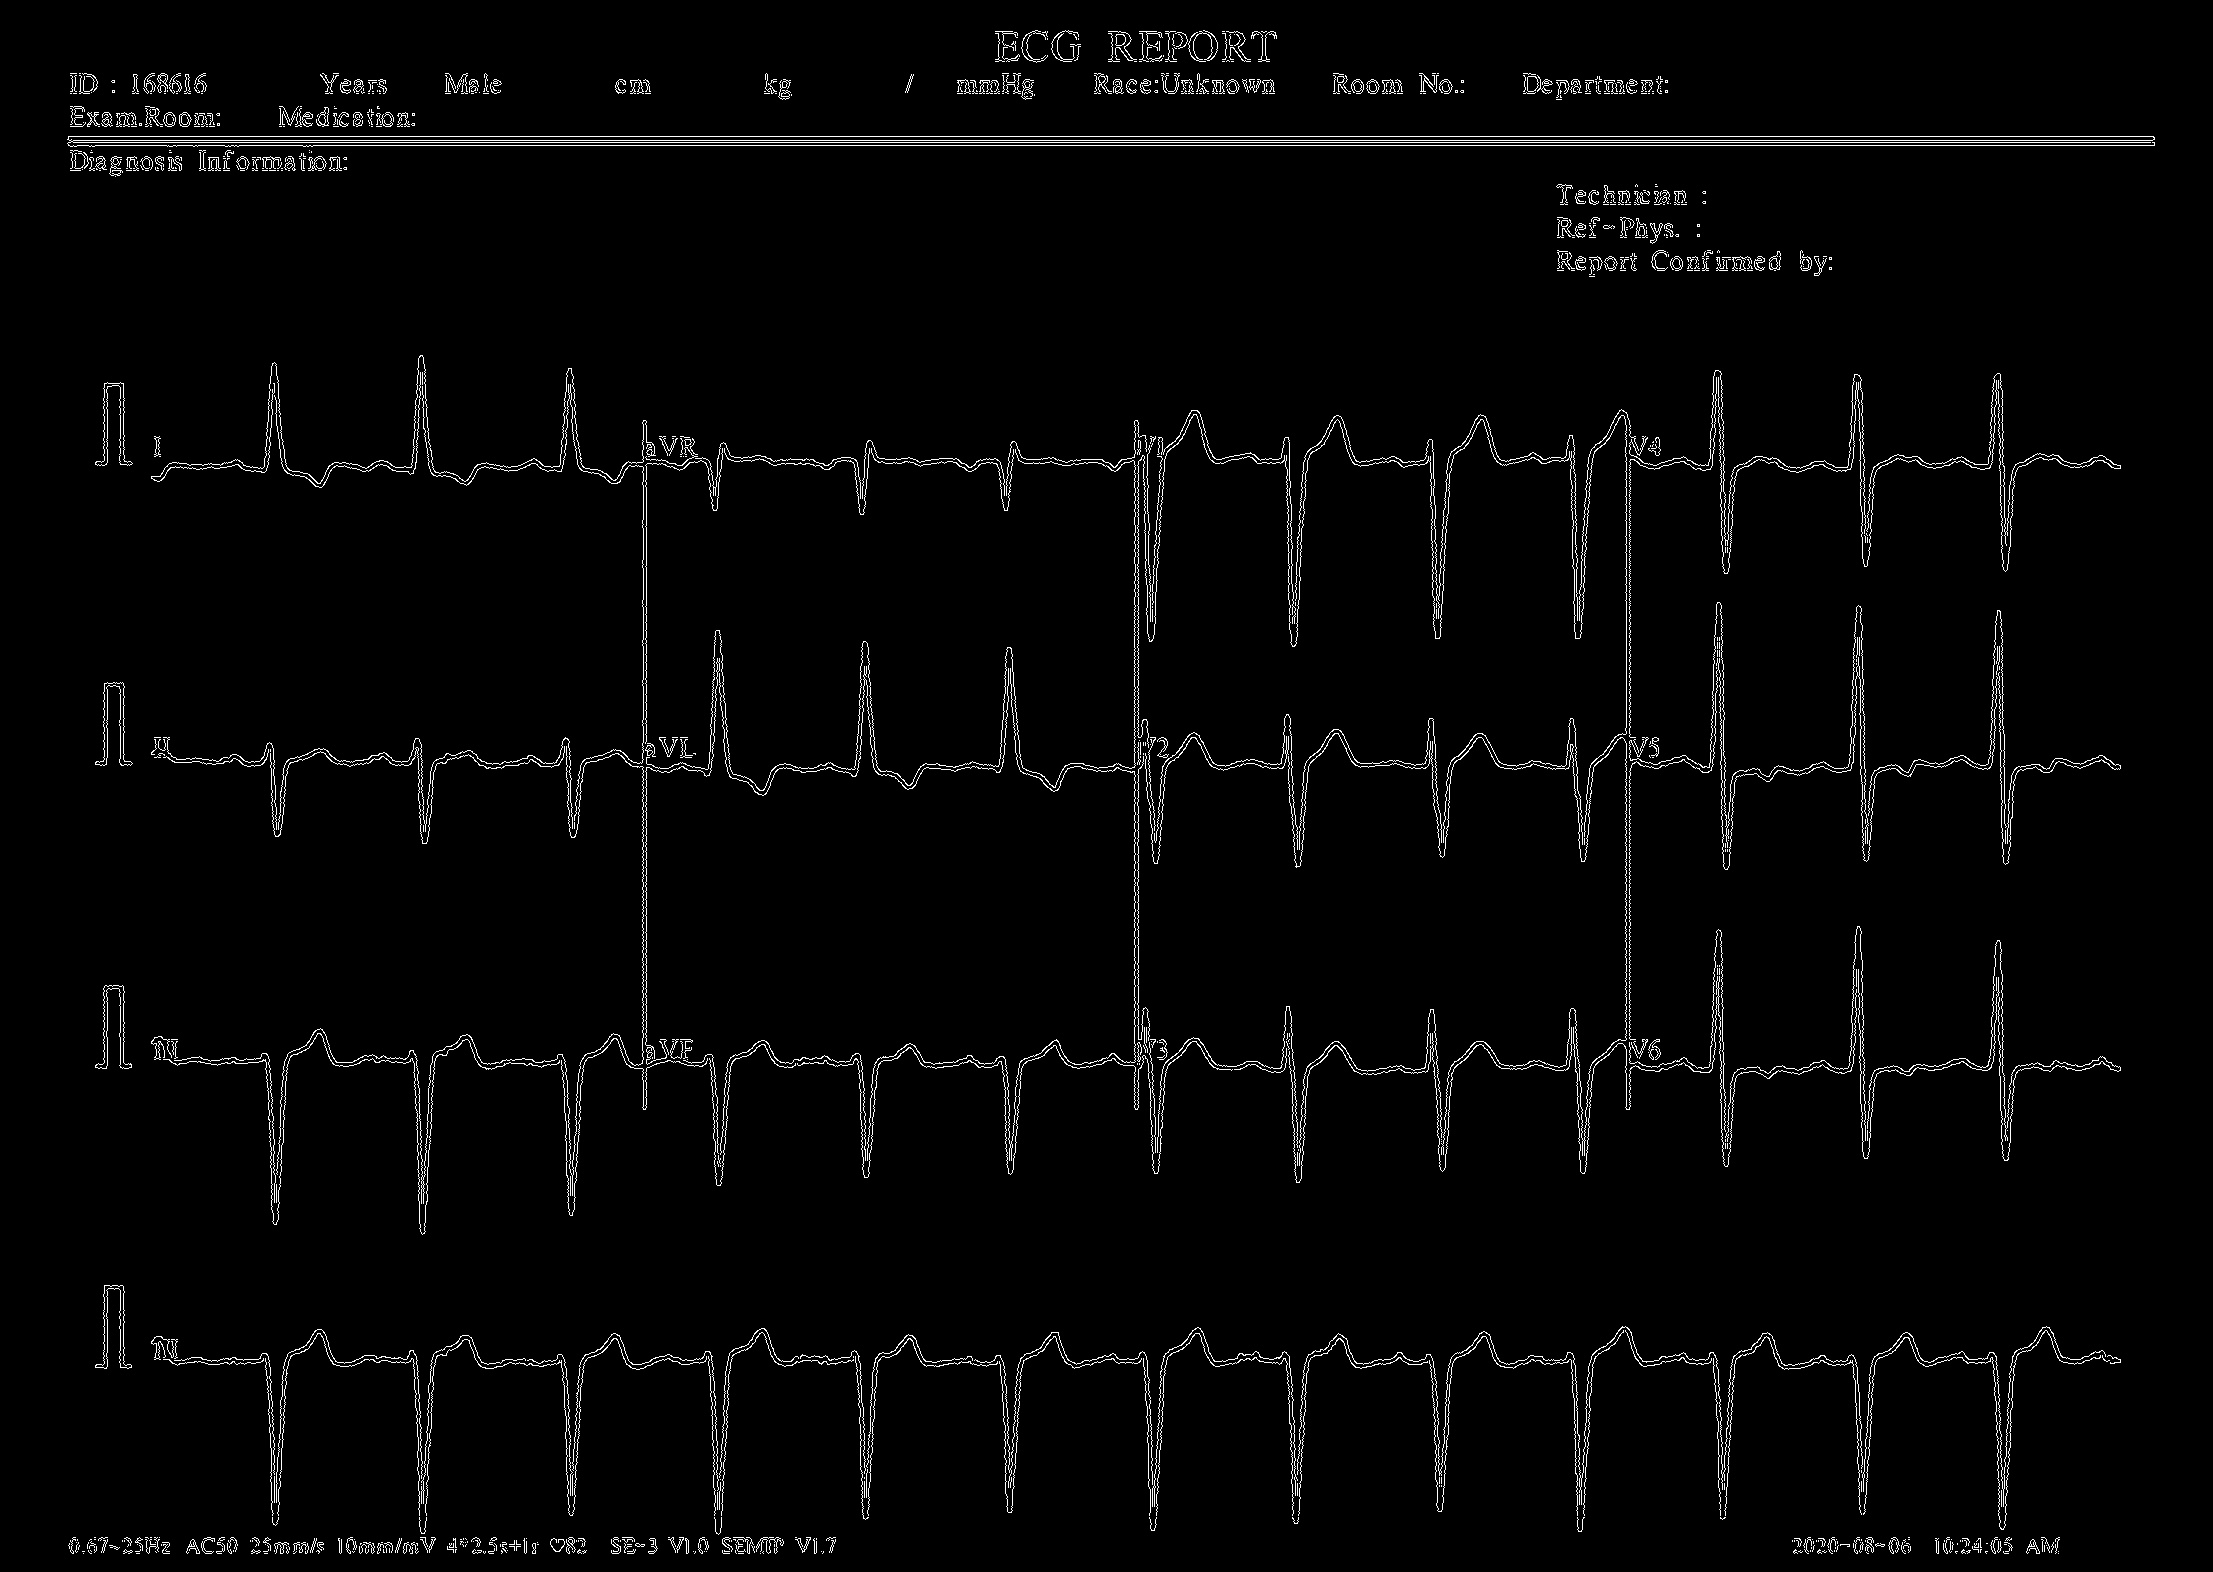 ECG REPORT
ID : 168616 Years Male cm kg / mmHg Race:Unknown Room No.: Department:
Exam.Room: Medication:
Diagnosis Information:
Technician :
Ref-Phys. :
Report Confirmed by:
I aVR V1 V4
II aVL V2 V5
III aVF V3 V6
III
0.67~25Hz AC50 25mm/s 10mm/mV 4*2.5s+1r ♡82 SE-3 V1.0 V1.7 2020-08-06 10:24:05 AM